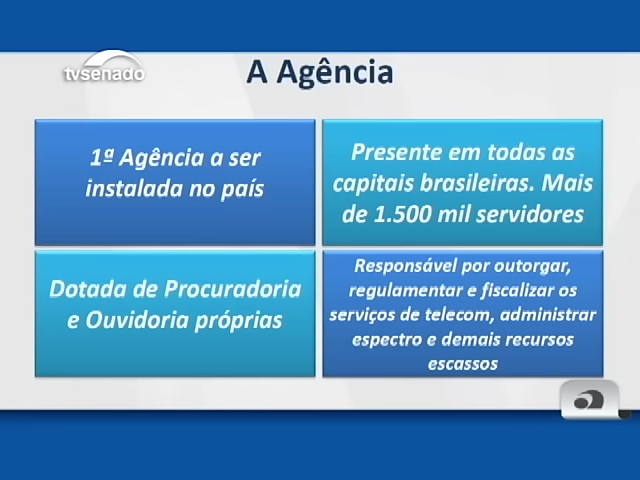 tvsenado
A Agência
1ª Agência a ser
instalada no país
Presente em todas as
capitais brasileiras. Mais
de 1.500 mil servidores
Dotada de Procuradoria
e Ouvidoria próprias
Responsável por outorgar,
regulamentar e fiscalizar os
serviços de telecom, administrar
espectro e demais recursos
escassos